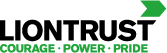 LIONTRUST
COURAGE · POWER · PRIDE